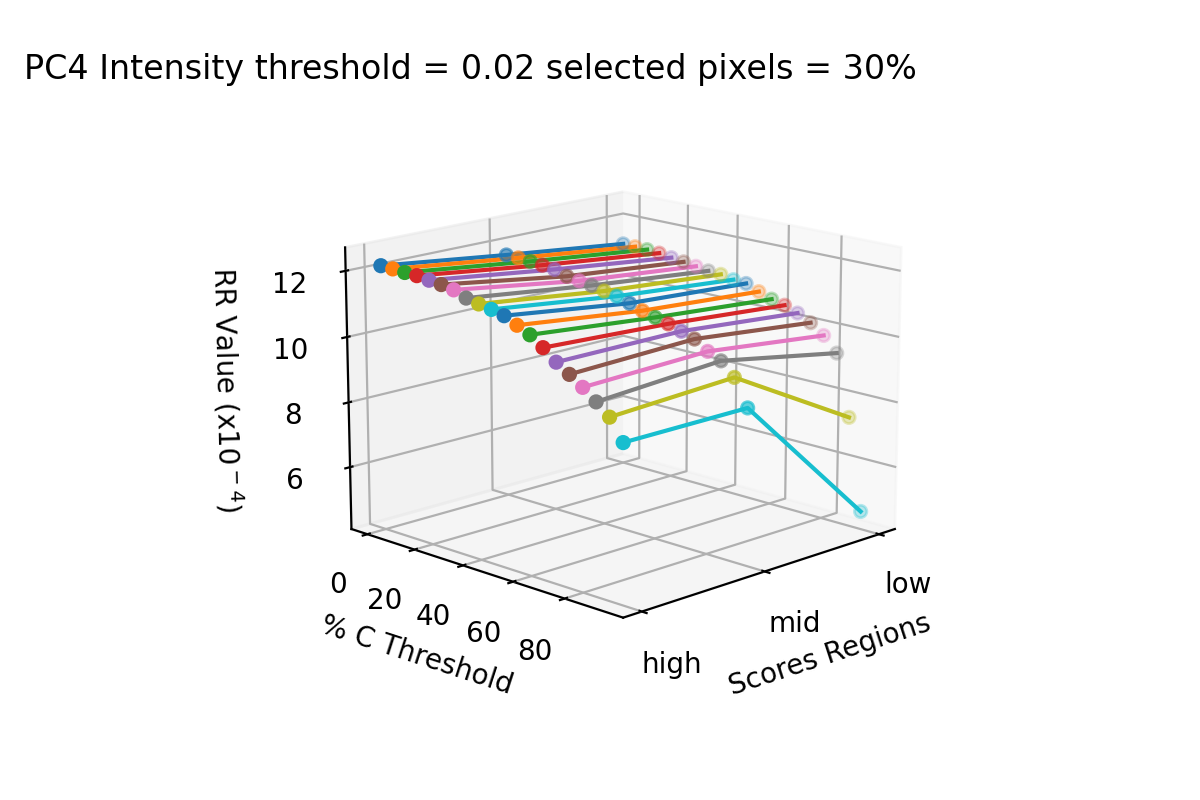 PC4 Intensity threshold = 0.02 selected pixels = 30%
12
10
8
6
RR Value (x10⁻⁴)
0
20
40
60
80
% C Threshold
low
mid
high
Scores Regions